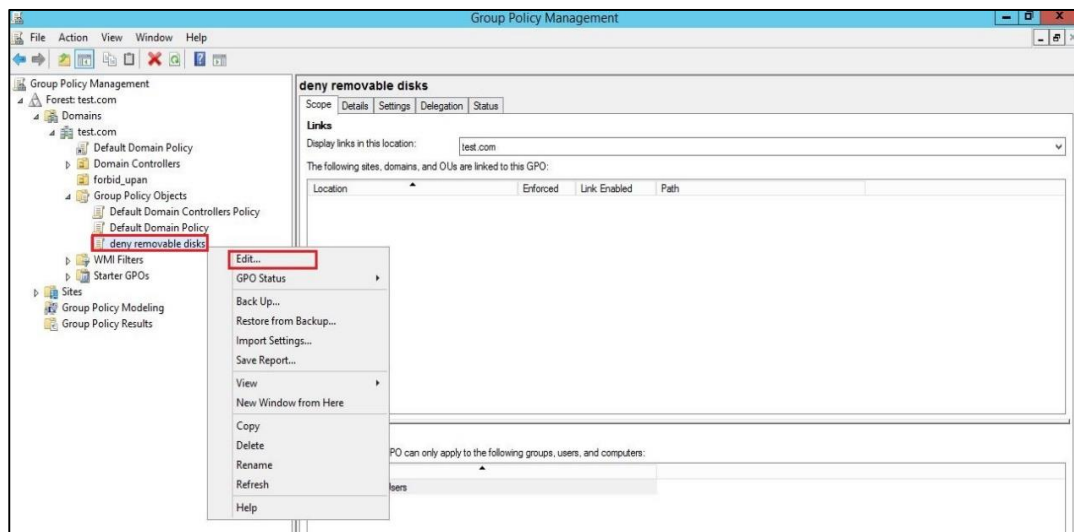 Group Policy Management
File Action View Window Help
Group Policy Management
Forest: test.com
Domains
test.com
Default Domain Policy
Domain Controllers
forbid_upan
Group Policy Objects
Default Domain Controllers Policy
Default Domain Policy
deny removable disks
WMI Filters
Starter GPOs
Sites
Group Policy Modeling
Group Policy Results
Edit...
GPO Status
Back Up...
Restore from Backup...
Import Settings...
Save Report...
View
New Window from Here
Copy
Delete
Rename
Refresh
Help
deny removable disks
Scope Details Settings Delegation Status
Links
Display links in this location: test.com
The following sites, domains, and OUs are linked to this GPO:
Location Enforced Link Enabled Path
PO can only apply to the following groups, users, and computers: